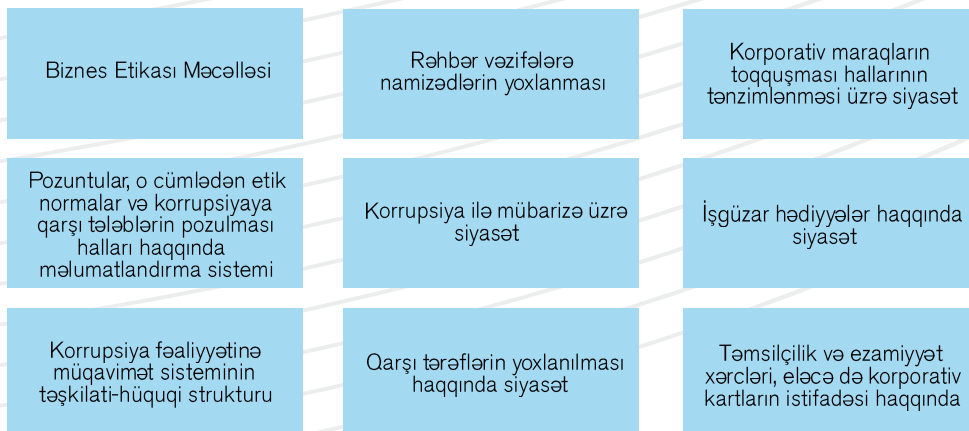 Biznes Etikası Məcəlləsi
Rəhbər vəzifələrə
namizədlərin yoxlanması
Korporativ maraqların
toqquşması hallarının
tənzimlənməsi üzrə siyasət
Pozuntular, o cümlədən etik
normalar və korrupsiyaya
qarşı tələblərin pozulması
halları haqqında
məlumatlandırma sistemi
Korrupsiya ilə mübarizə üzrə
siyasət
İşgüzar hədiyyələr haqqında
siyasət
Korrupsiya fəaliyyətinə
müqavimət sisteminin
təşkilati-hüquqi strukturu
Qarşı tərəflərin yoxlanılması
haqqında siyasət
Təmsilçilik və ezamiyyət
xərcləri, eləcə də korporativ
kartların istifadəsi haqqında